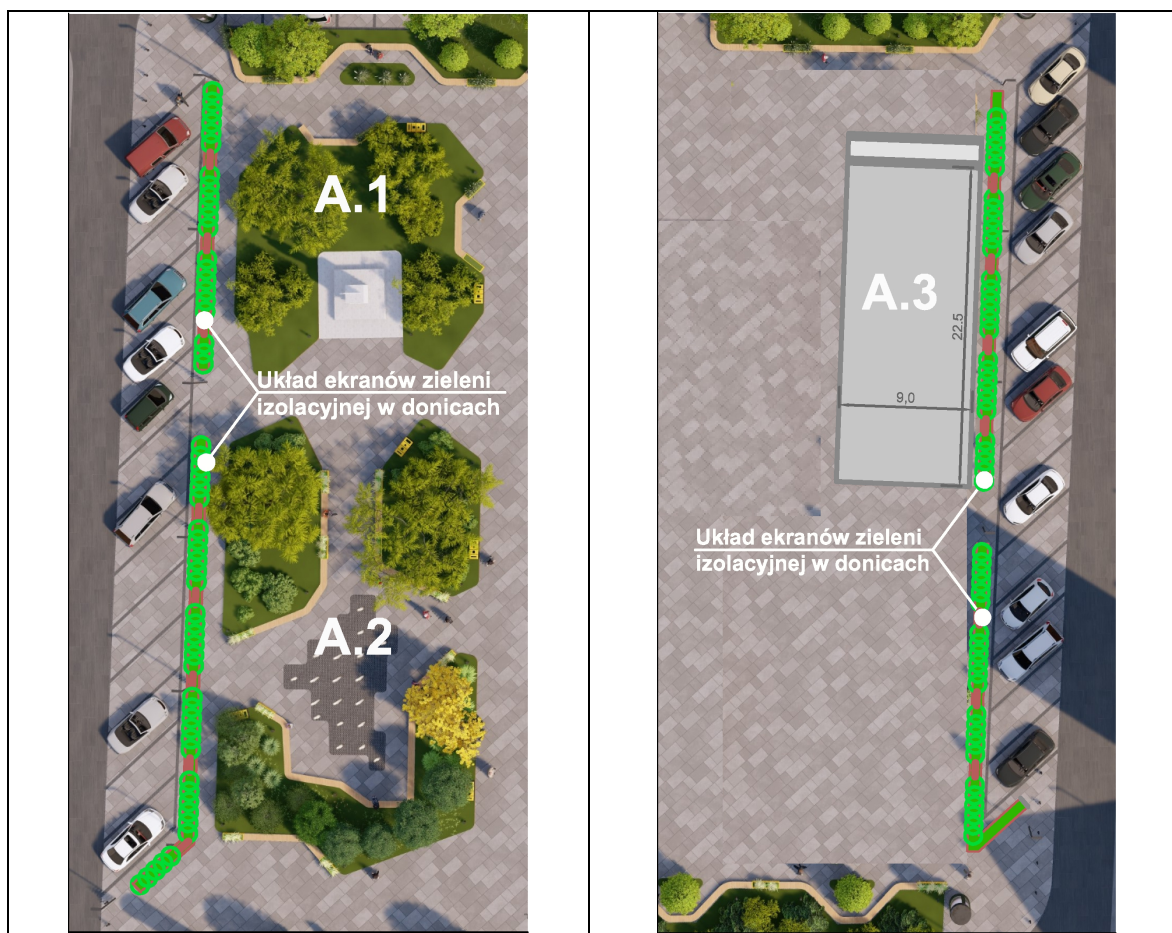 A.1
Układ ekranów zieleni
izolacyjnej w donicach
A.2
A.3
22.5
9,0
Układ ekranów zieleni
izolacyjnej w donicach